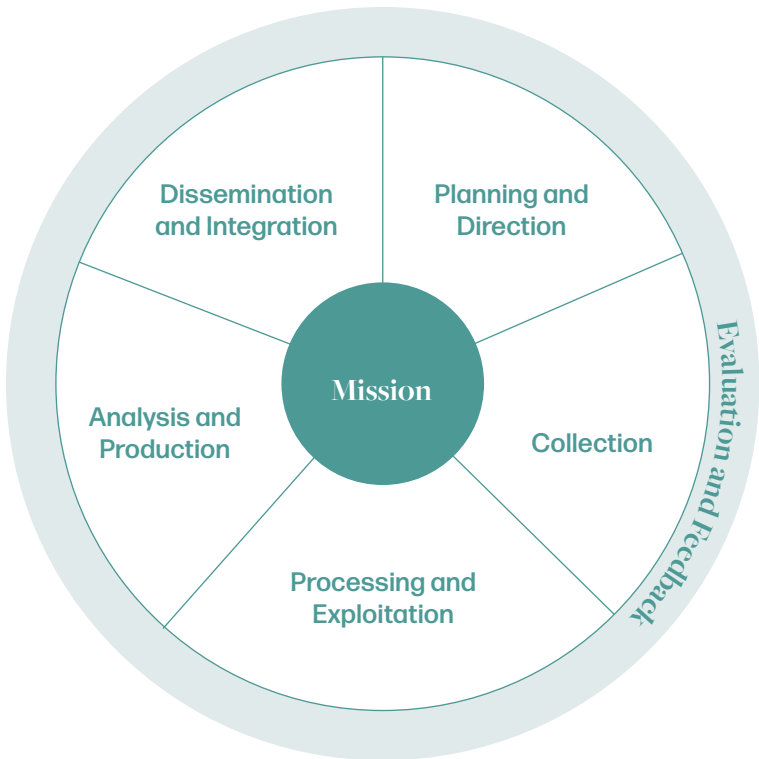 Planning and
Direction
Collection
Processing and
Exploitation
Analysis and
Production
Dissemination
and Integration
Mission
Evaluation and Feedback